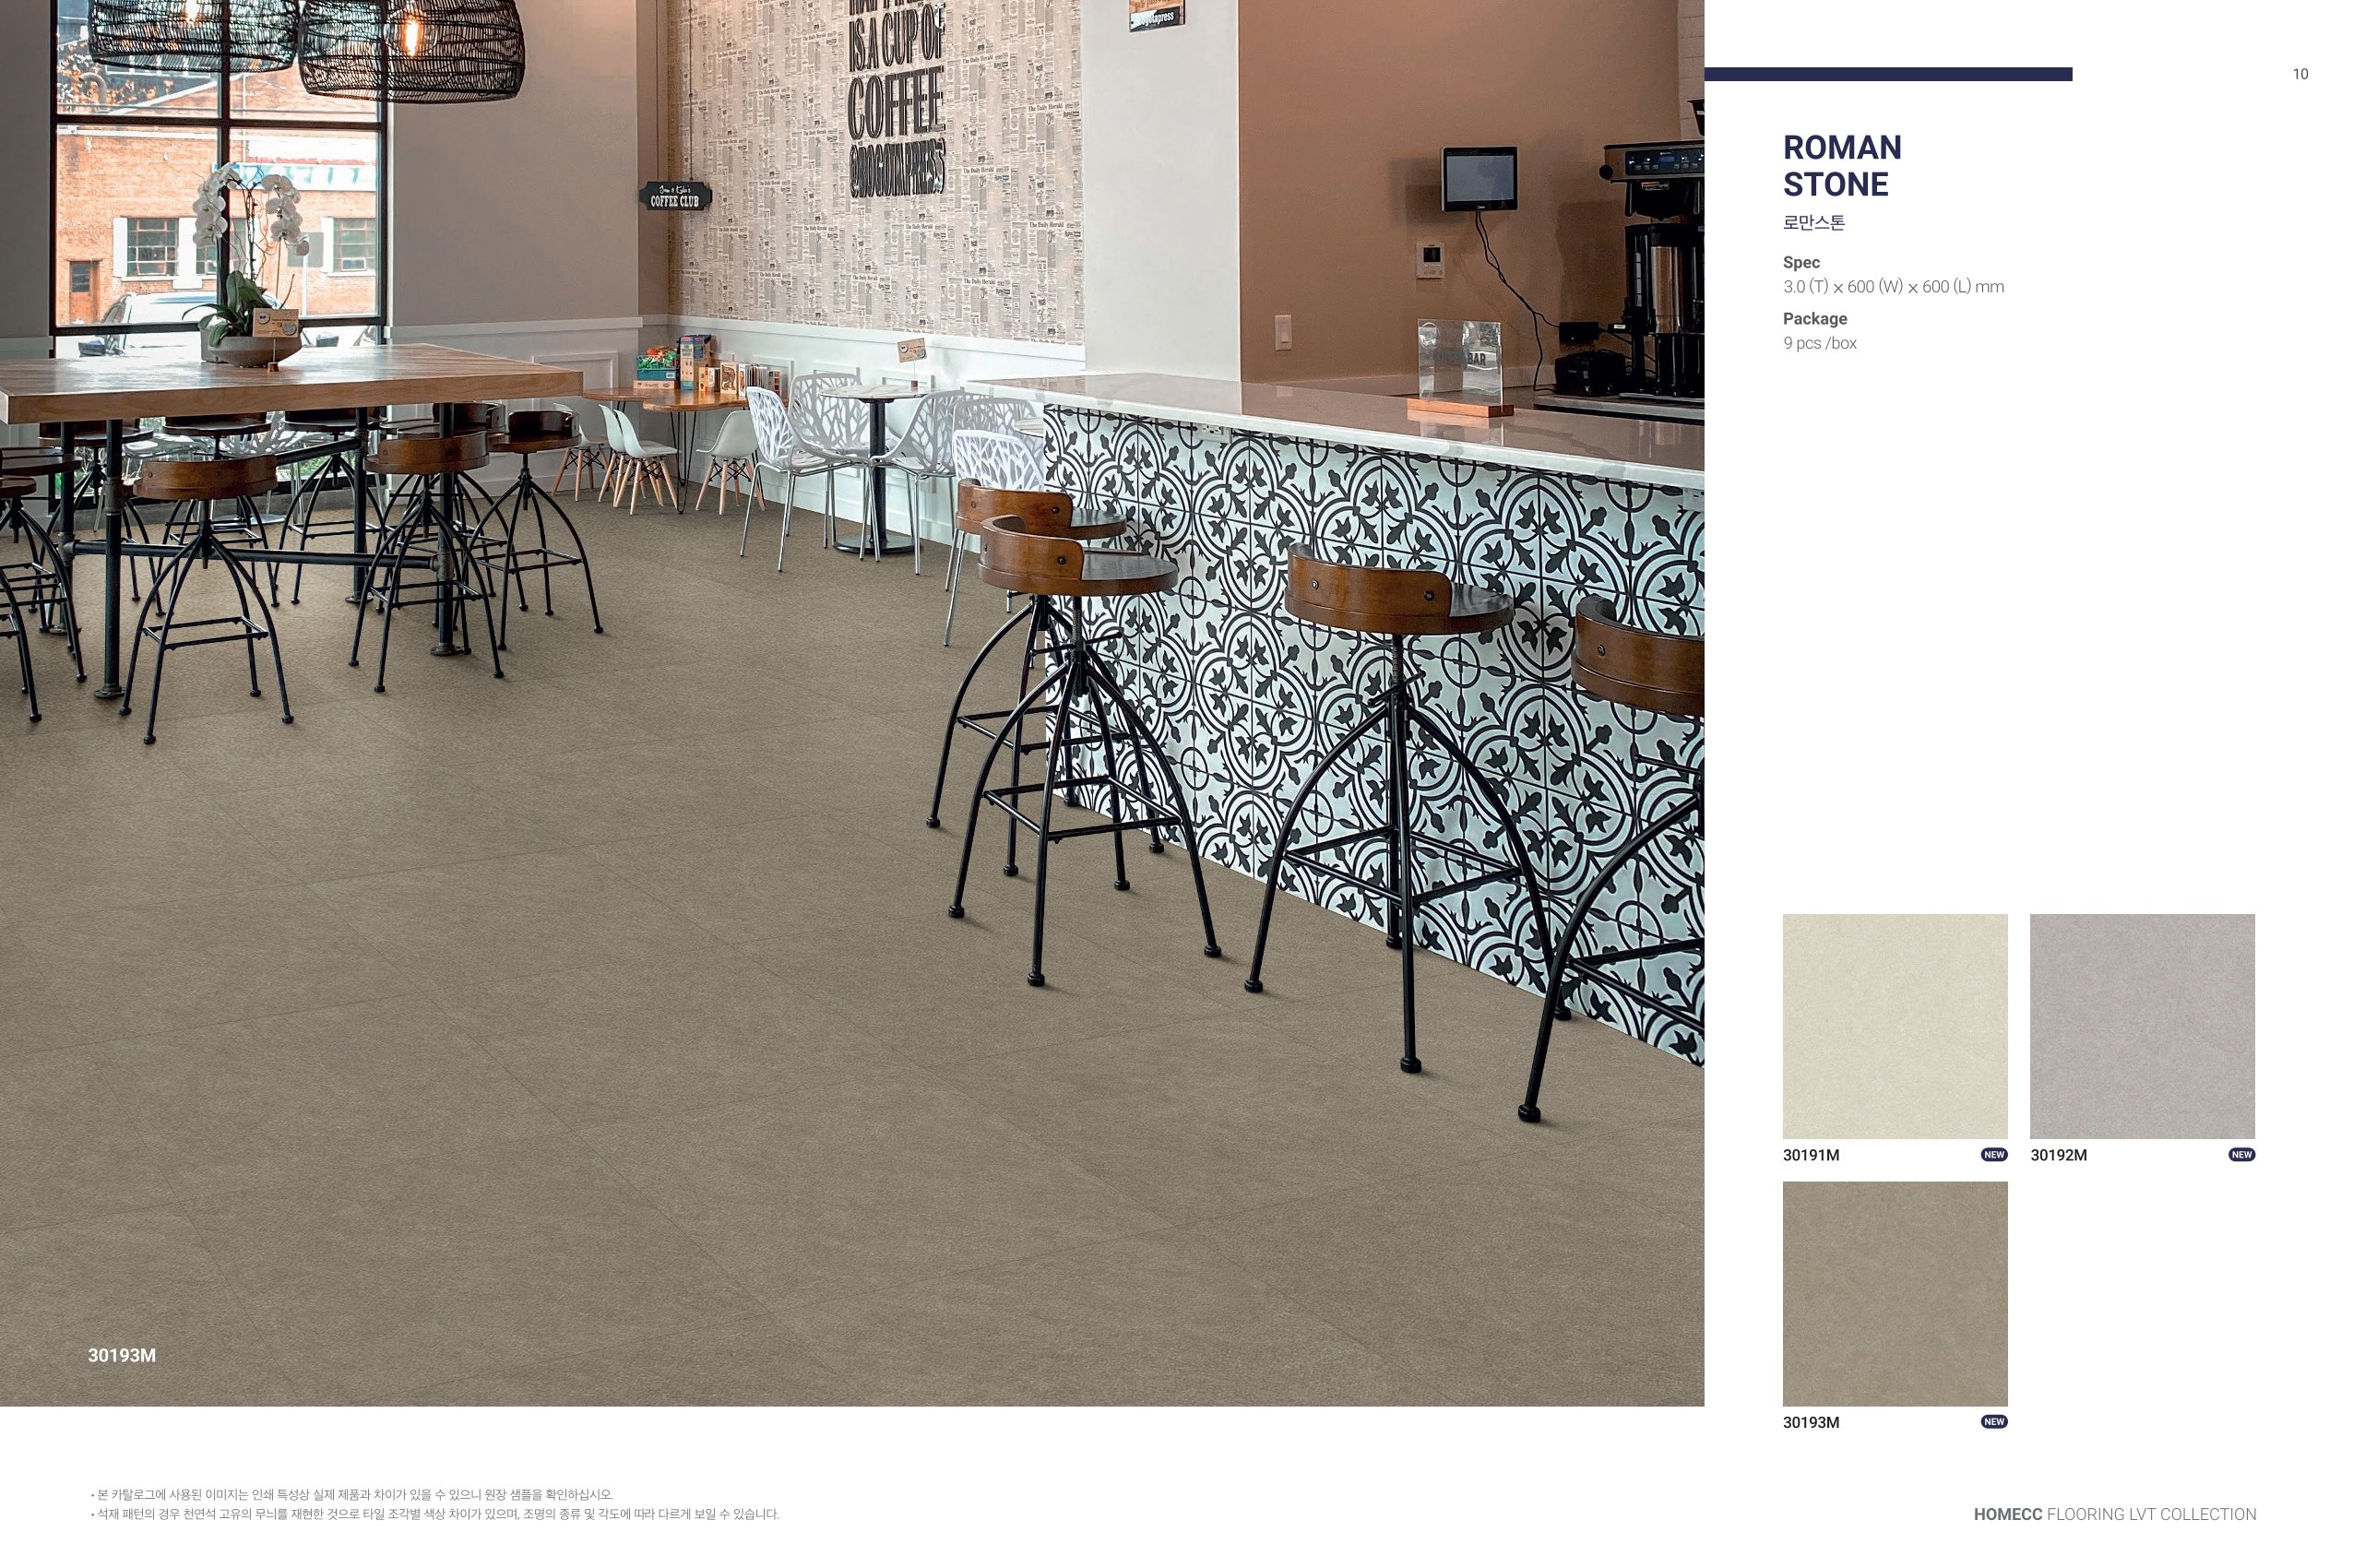 IS A CUP OF
COFFEE
@BOGOTAPRESS
COFFEE CLUB
The Daily Herald
10
ROMAN
STONE
로만스톤
Spec
3.0 (T) x 600 (W) x 600 (L) mm
Package
9 pcs /box
30191M
NEW
30192M
NEW
30193M
NEW
30193M
• 본 카탈로그에 사용된 이미지는 인쇄 특성상 실제 제품과 차이가 있을 수 있으니 원장 샘플을 확인하십시오.
• 석재 패턴의 경우 천연석 고유의 무늬를 재현한 것으로 타일 조각별 색상 차이가 있으며, 조명의 종류 및 각도에 따라 다르게 보일 수 있습니다.
HOMECC FLOORING LVT COLLECTION